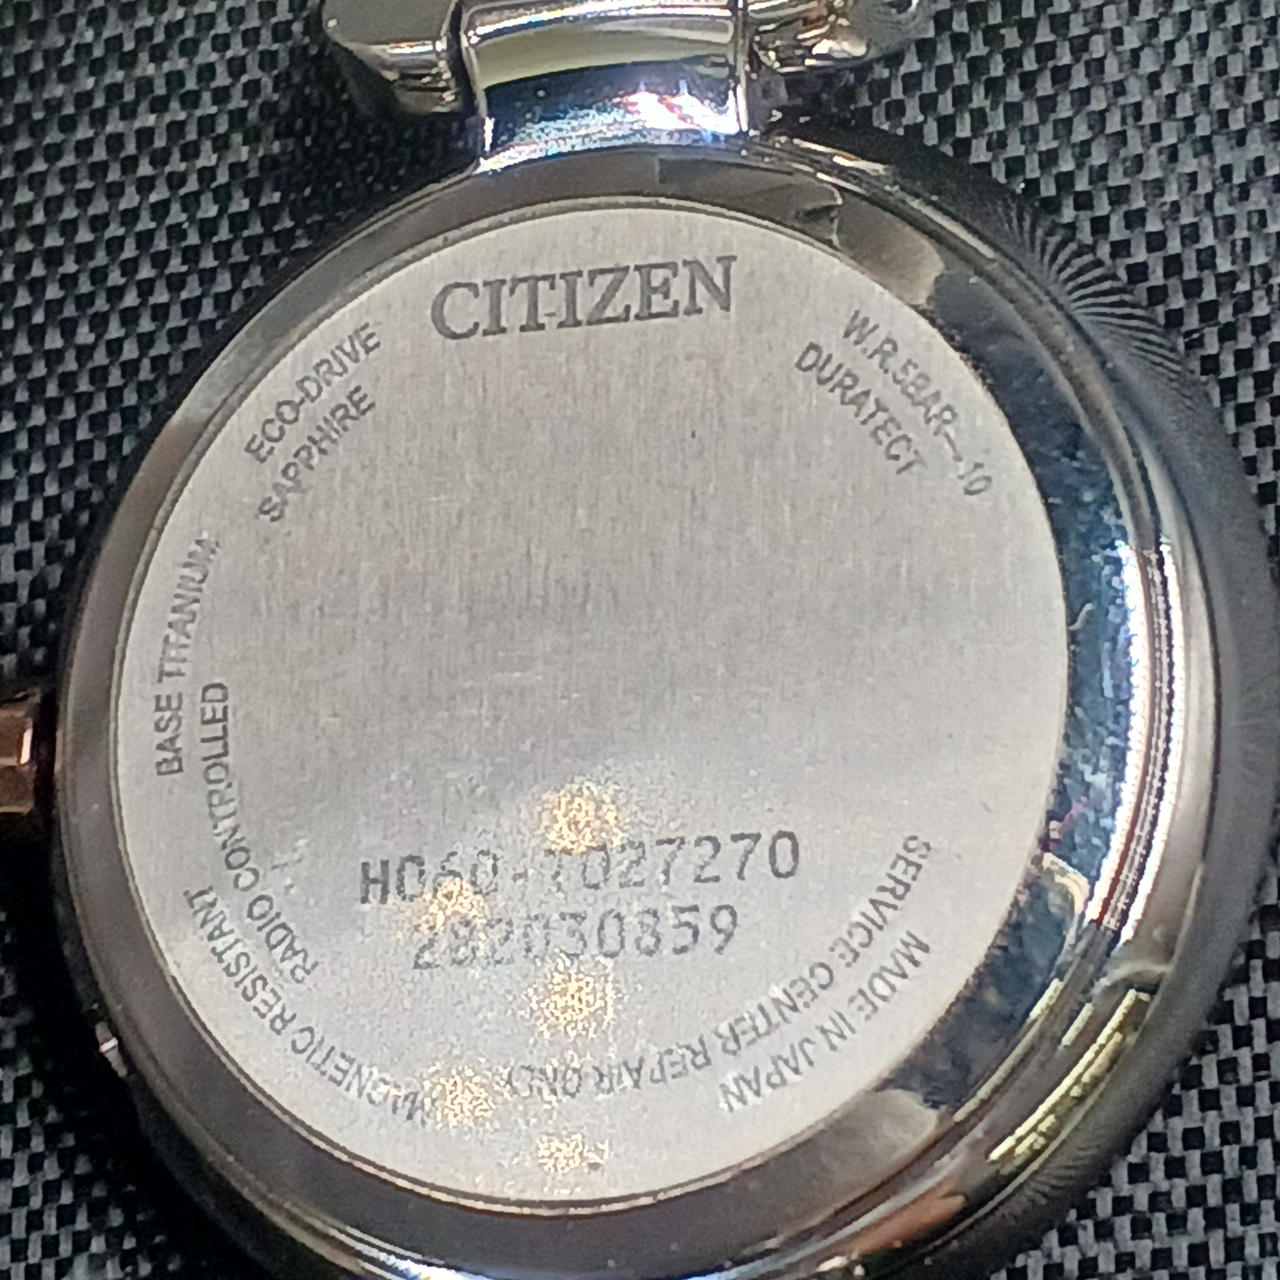 CITIZEN
W.R.5BAR 10
DURATECT
ECO-DRIVE
SAPPHIRE
BASE TITANIUM
RADIO CONTROLLED
MAGNETIC RESISTANT
H060-T027270
282030859
SERVICE CENTER REPAIR ONLY
MADE IN JAPAN